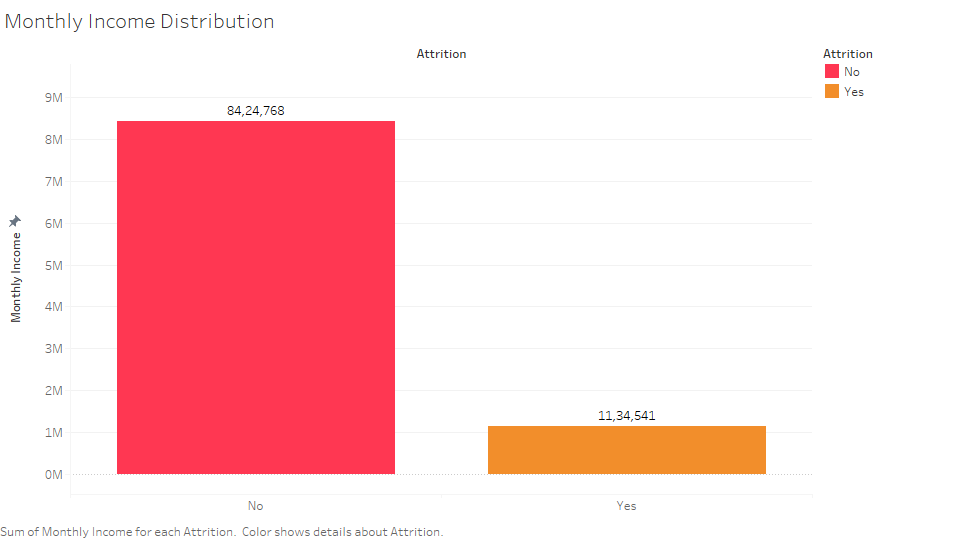 Monthly Income Distribution
Attrition
Attrition
No
Yes
9M
8M
7M
6M
5M
4M
3M
2M
1M
0M
Monthly Income
84,24,768
11,34,541
No
Yes
Sum of Monthly Income for each Attrition. Color shows details about Attrition.